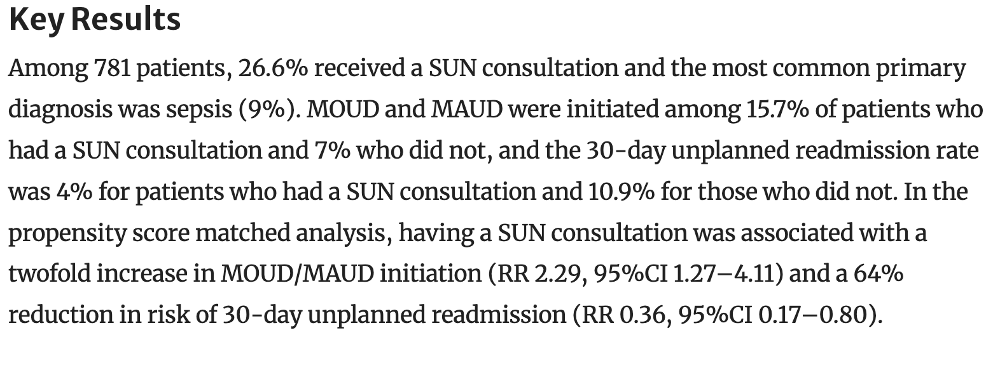 Key Results
Among 781 patients, 26.6% received a SUN consultation and the most common primary
diagnosis was sepsis (9%). MOUD and MAUD were initiated among 15.7% of patients who
had a SUN consultation and 7% who did not, and the 30-day unplanned readmission rate
was 4% for patients who had a SUN consultation and 10.9% for those who did not. In the
propensity score matched analysis, having a SUN consultation was associated with a
twofold increase in MOUD/MAUD initiation (RR 2.29, 95%CI 1.27–4.11) and a 64%
reduction in risk of 30-day unplanned readmission (RR 0.36, 95%CI 0.17–0.80).